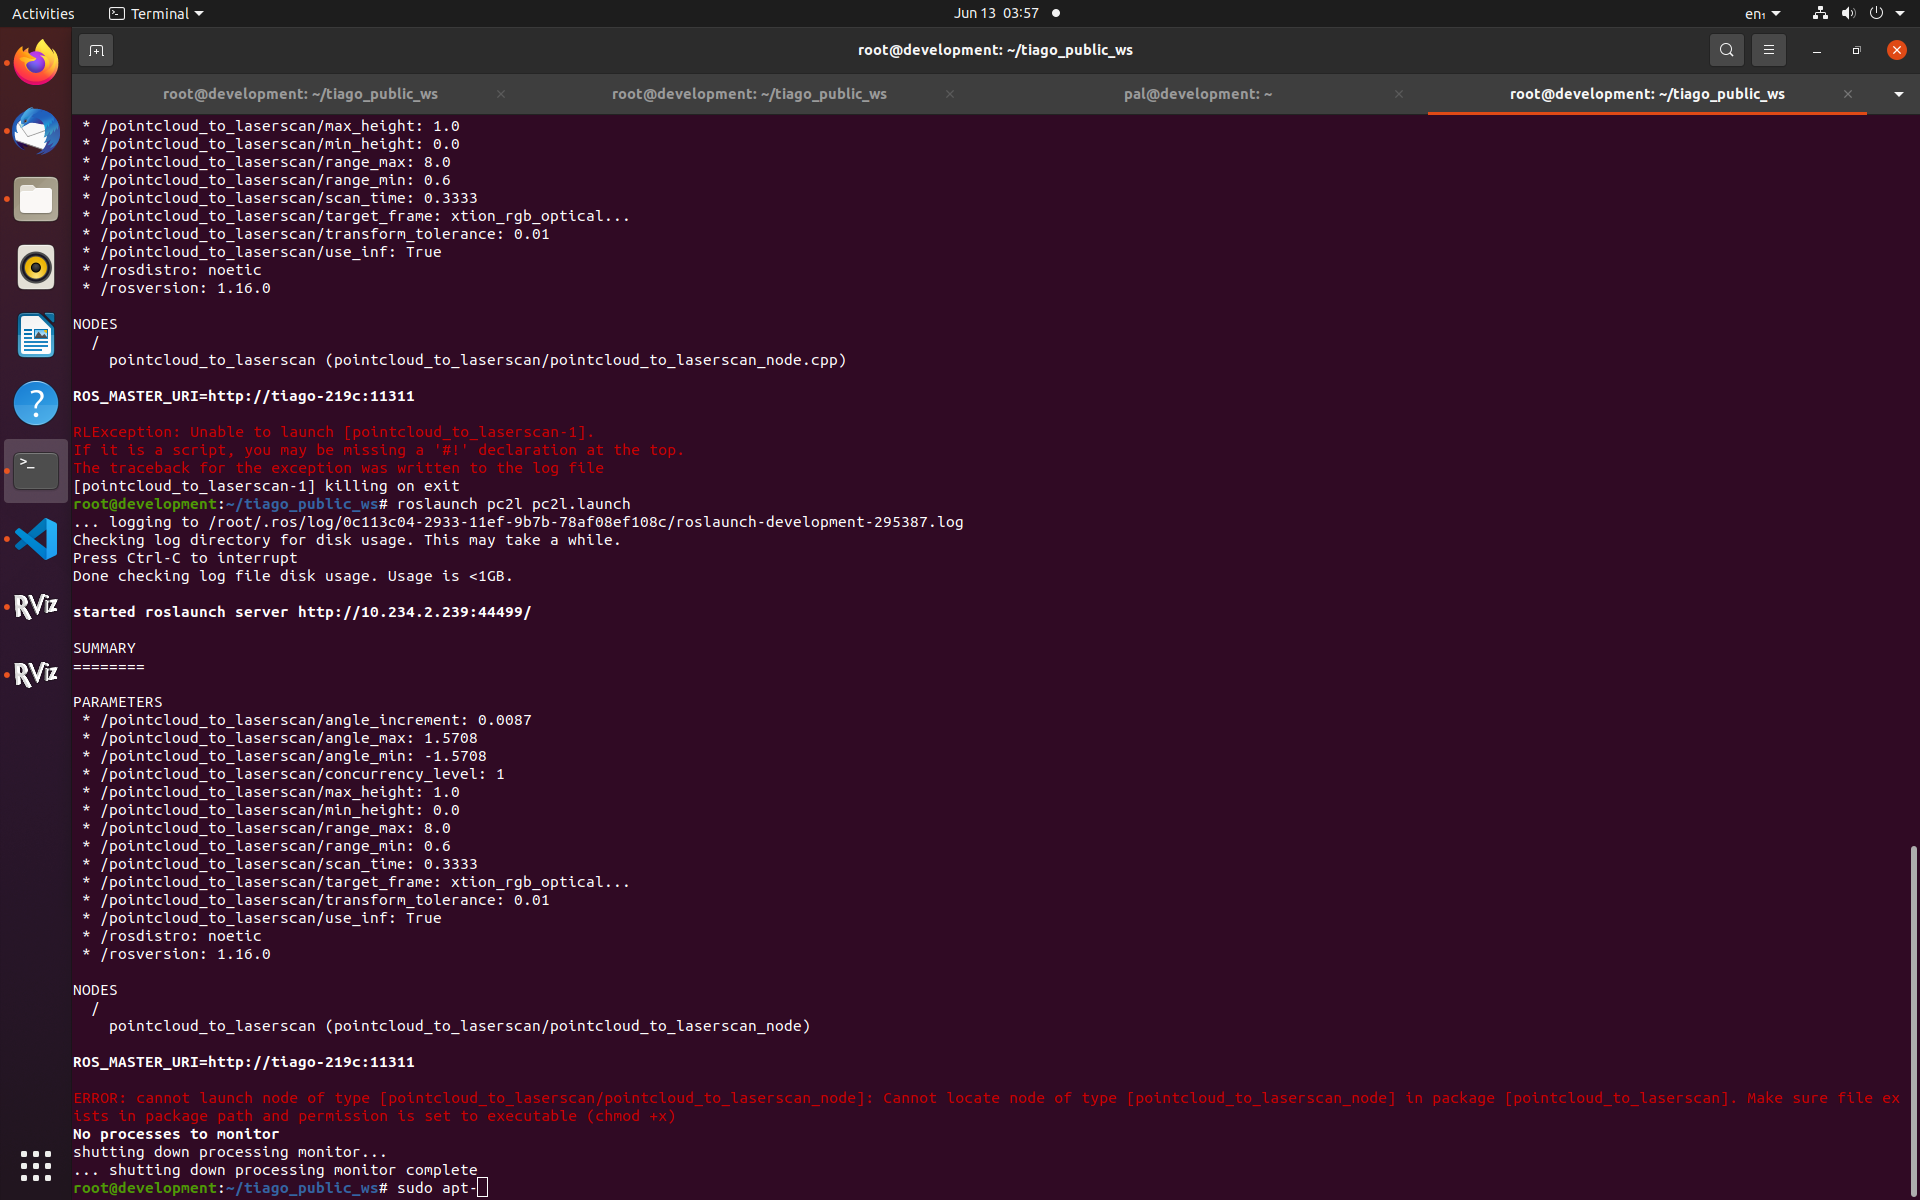 Activities
Terminal
Jun 13 03:57
en₁
root@development: ~/tiago_public_ws
root@development: ~/tiago_public_ws
root@development: ~/tiago_public_ws
pal@development: ~
root@development: ~/tiago_public_ws
* /pointcloud_to_laserscan/max_height: 1.0
* /pointcloud_to_laserscan/min_height: 0.0
* /pointcloud_to_laserscan/range_max: 8.0
* /pointcloud_to_laserscan/range_min: 0.6
* /pointcloud_to_laserscan/scan_time: 0.3333
* /pointcloud_to_laserscan/target_frame: xtion_rgb_optical...
* /pointcloud_to_laserscan/transform_tolerance: 0.01
* /pointcloud_to_laserscan/use_inf: True
* /rosdistro: noetic
* /rosversion: 1.16.0
NODES
/
pointcloud_to_laserscan (pointcloud_to_laserscan/pointcloud_to_laserscan_node.cpp)
ROS_MASTER_URI=http://tiago-219c:11311
RLException: Unable to launch [pointcloud_to_laserscan-1].
If it is a script, you may be missing a '#!' declaration at the top.
The traceback for the exception was written to the log file
[pointcloud_to_laserscan-1] killing on exit
root@development:~/tiago_public_ws# roslaunch pc2l pc2l.launch
... logging to /root/.ros/log/0c113c04-2933-11ef-9b7b-78af08ef108c/roslaunch-development-295387.log
Checking log directory for disk usage. This may take a while.
Press Ctrl-C to interrupt
Done checking log file disk usage. Usage is <1GB.
started roslaunch server http://10.234.2.239:44499/
SUMMARY
========
PARAMETERS
* /pointcloud_to_laserscan/angle_increment: 0.0087
* /pointcloud_to_laserscan/angle_max: 1.5708
* /pointcloud_to_laserscan/angle_min: -1.5708
* /pointcloud_to_laserscan/concurrency_level: 1
* /pointcloud_to_laserscan/max_height: 1.0
* /pointcloud_to_laserscan/min_height: 0.0
* /pointcloud_to_laserscan/range_max: 8.0
* /pointcloud_to_laserscan/range_min: 0.6
* /pointcloud_to_laserscan/scan_time: 0.3333
* /pointcloud_to_laserscan/target_frame: xtion_rgb_optical...
* /pointcloud_to_laserscan/transform_tolerance: 0.01
* /pointcloud_to_laserscan/use_inf: True
* /rosdistro: noetic
* /rosversion: 1.16.0
NODES
/
pointcloud_to_laserscan (pointcloud_to_laserscan/pointcloud_to_laserscan_node)
ROS_MASTER_URI=http://tiago-219c:11311
ERROR: cannot launch node of type [pointcloud_to_laserscan/pointcloud_to_laserscan_node]: Cannot locate node of type [pointcloud_to_laserscan_node] in package [pointcloud_to_laserscan]. Make sure file ex
ists in package path and permission is set to executable (chmod +x)
No processes to monitor
shutting down processing monitor...
... shutting down processing monitor complete
root@development:~/tiago_public_ws# sudo apt-
RViz
RViz